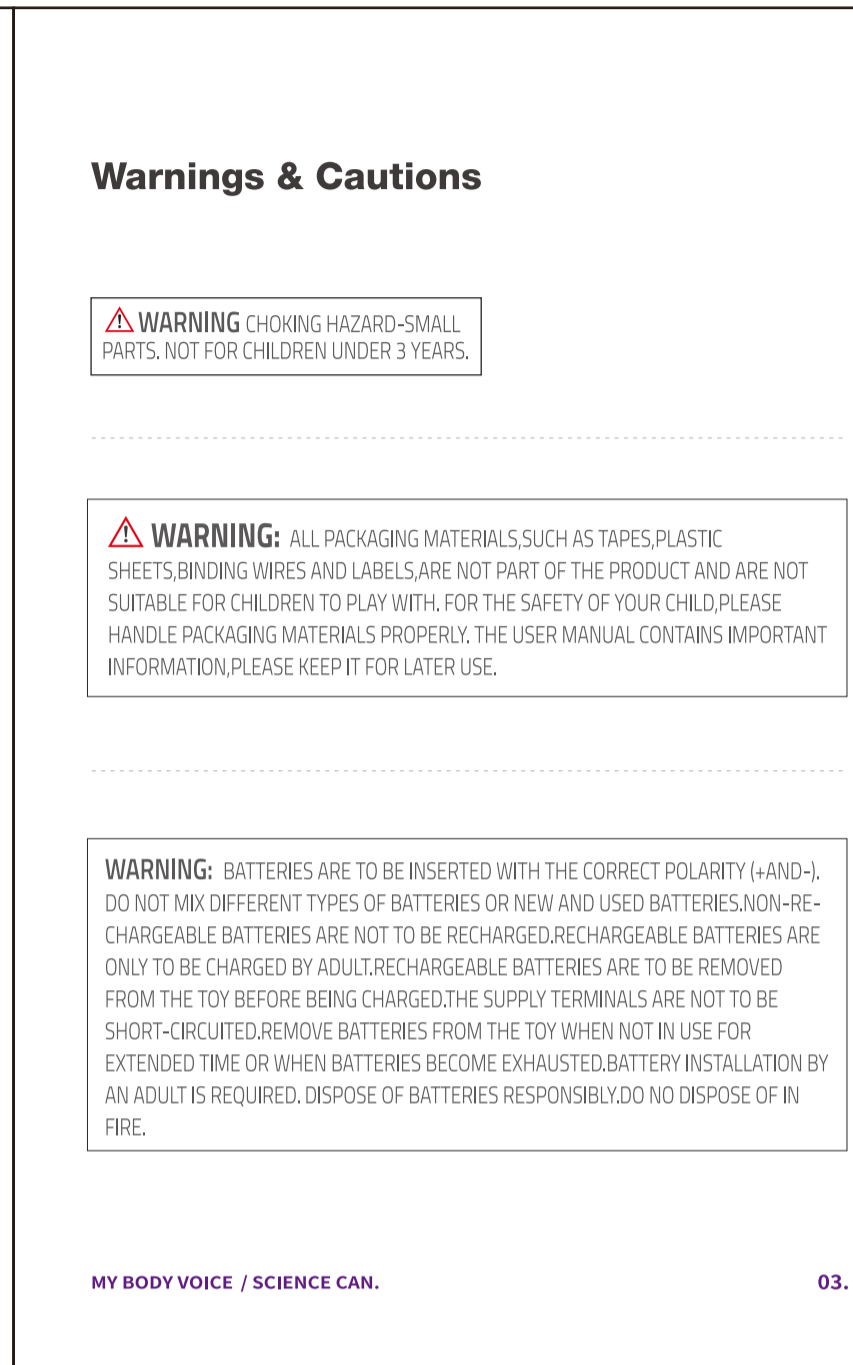 Warnings & Cautions
WARNING CHOKING HAZARD-SMALL
PARTS. NOT FOR CHILDREN UNDER 3 YEARS.
WARNING: ALL PACKAGING MATERIALS,SUCH AS TAPES,PLASTIC
SHEETS,BINDING WIRES AND LABELS,ARE NOT PART OF THE PRODUCT AND ARE NOT
SUITABLE FOR CHILDREN TO PLAY WITH. FOR THE SAFETY OF YOUR CHILD,PLEASE
HANDLE PACKAGING MATERIALS PROPERLY. THE USER MANUAL CONTAINS IMPORTANT
INFORMATION,PLEASE KEEP IT FOR LATER USE.
WARNING: BATTERIES ARE TO BE INSERTED WITH THE CORRECT POLARITY (+AND-).
DO NOT MIX DIFFERENT TYPES OF BATTERIES OR NEW AND USED BATTERIES.NON-RE-
CHARGEABLE BATTERIES ARE NOT TO BE RECHARGED.RECHARGEABLE BATTERIES ARE
ONLY TO BE CHARGED BY ADULT.RECHARGEABLE BATTERIES ARE TO BE REMOVED
FROM THE TOY BEFORE BEING CHARGED.THE SUPPLY TERMINALS ARE NOT TO BE
SHORT-CIRCUITED.REMOVE BATTERIES FROM THE TOY WHEN NOT IN USE FOR
EXTENDED TIME OR WHEN BATTERIES BECOME EXHAUSTED.BATTERY INSTALLATION BY
AN ADULT IS REQUIRED. DISPOSE OF BATTERIES RESPONSIBLY.DO NO DISPOSE OF IN
FIRE.
MY BODY VOICE / SCIENCE CAN.
03.